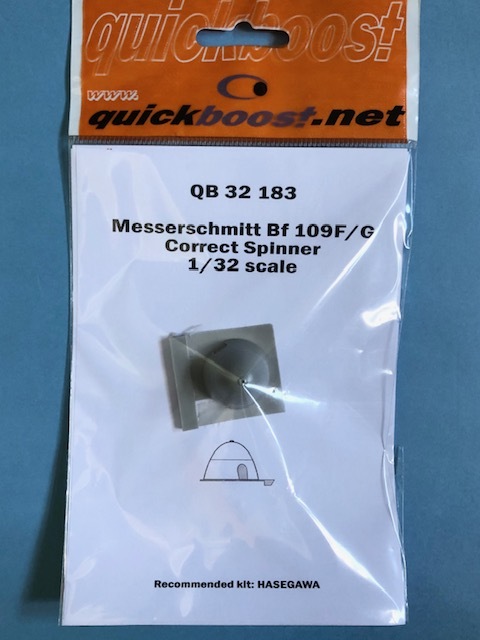 quickboost
www.
quickboost.net
QB 32 183
Messerschmitt Bf 109F/G
Correct Spinner
1/32 scale
Recommended kit: HASEGAWA